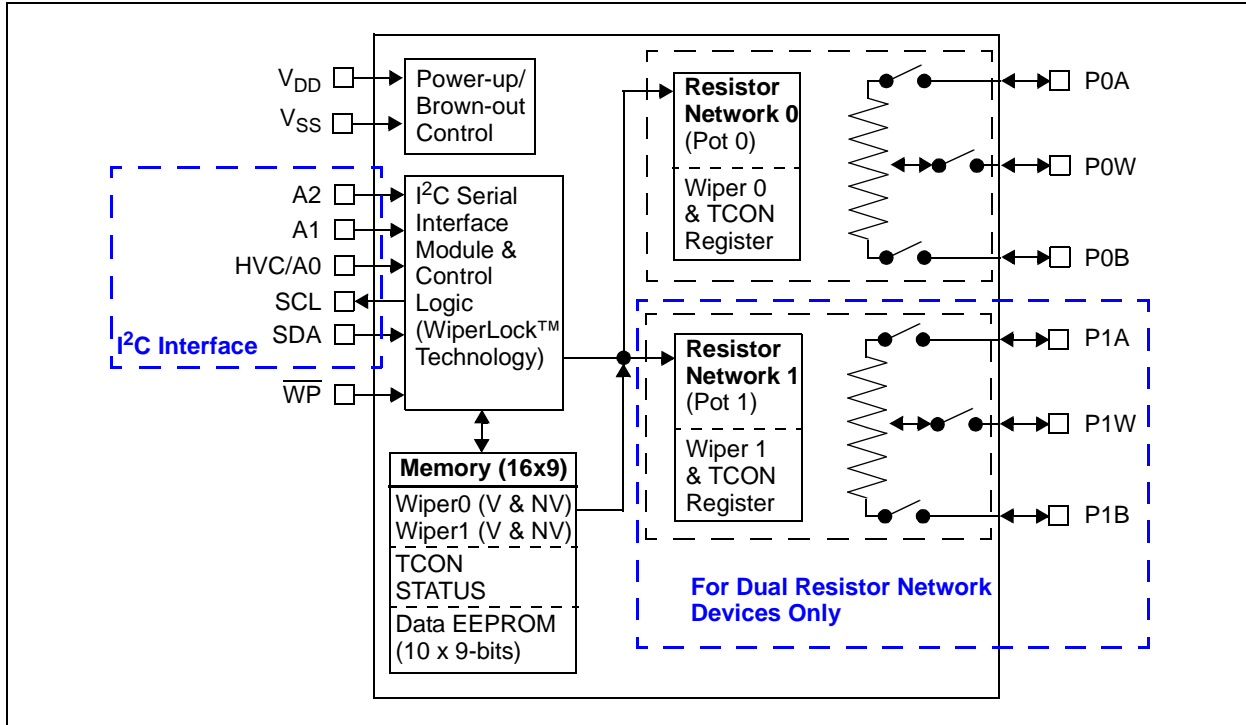 V_DD
V_SS
Power-up/
Brown-out
Control
A2
A1
HVC/A0
SCL
SDA
I²C Interface
W̅P̅
I²C Serial
Interface
Module &
Control
Logic
(WiperLock™
Technology)
Memory (16x9)
Wiper0 (V & NV)
Wiper1 (V & NV)
TCON
STATUS
Data EEPROM
(10 x 9-bits)
Resistor
Network 0
(Pot 0)
Wiper 0
& TCON
Register
P0A
P0W
P0B
Resistor
Network 1
(Pot 1)
Wiper 1
& TCON
Register
P1A
P1W
P1B
For Dual Resistor Network
Devices Only